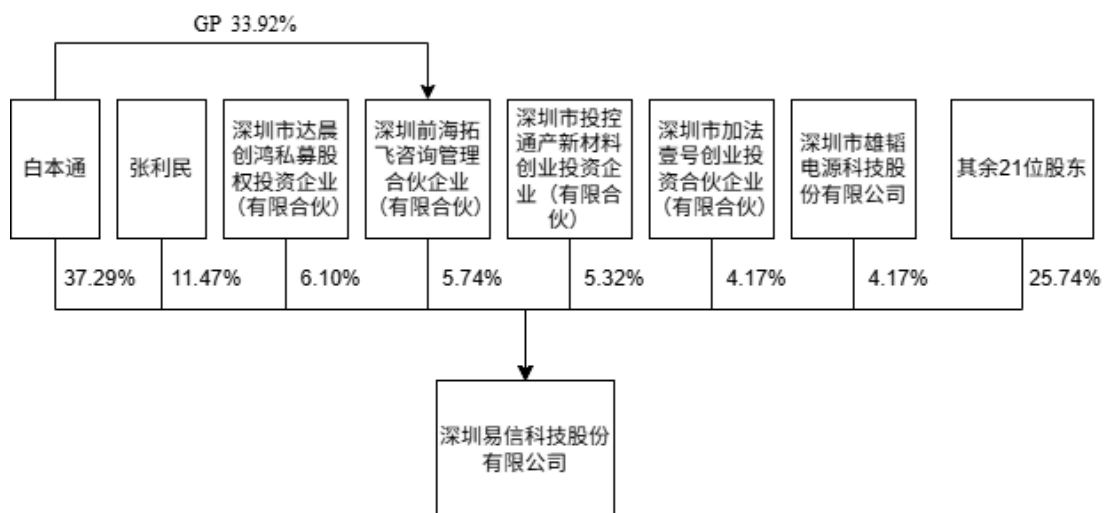 GP 33.92%
白本通
张利民
深圳市达晨
创鸿私募股
权投资企业
（有限合伙）
深圳前海拓
飞咨询管理
合伙企业
（有限合伙）
深圳市投控
通产新材料
创业投资企
业（有限合
伙）
深圳市加法
壹号创业投
资合伙企业
（有限合伙）
深圳市雄韬
电源科技股
份有限公司
其余21位股东
37.29%
11.47%
6.10%
5.74%
5.32%
4.17%
4.17%
25.74%
深圳易信科技股份
有限公司